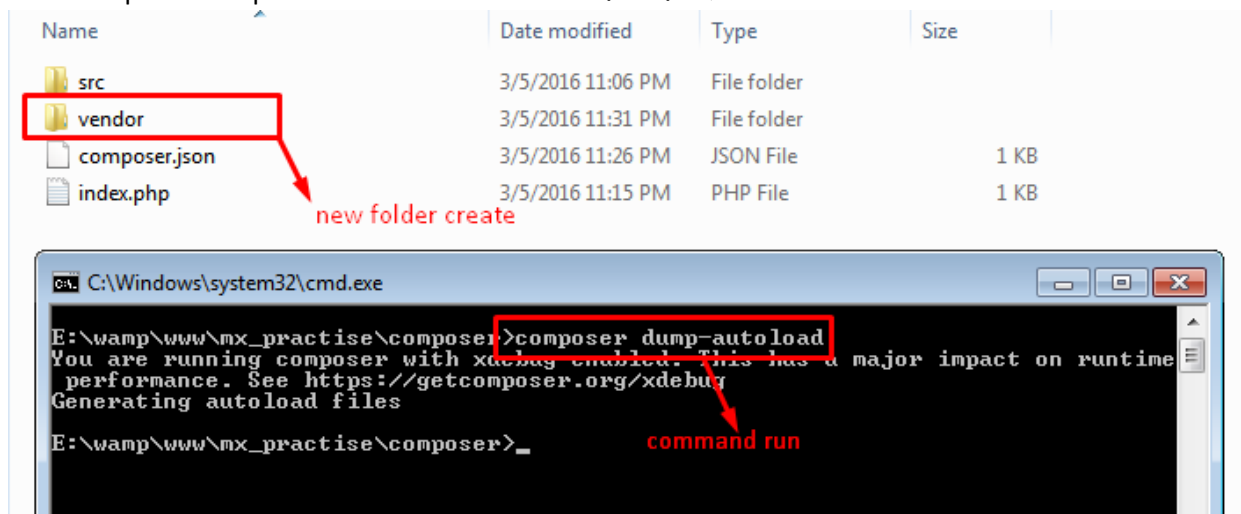 Name Date modified Type Size
src 3/5/2016 11:06 PM File folder
vendor 3/5/2016 11:31 PM File folder
composer.json 3/5/2016 11:26 PM JSON File 1 KB
index.php 3/5/2016 11:15 PM PHP File 1 KB
new folder create
C:\Windows\system32\cmd.exe
E:\wamp\www\mx_practise\composer>composer dump-autoload
You are running composer with xdebug enabled. This has a major impact on runtime
performance. See https://getcomposer.org/xdebug
Generating autoload files
E:\wamp\www\mx_practise\composer>_
command run